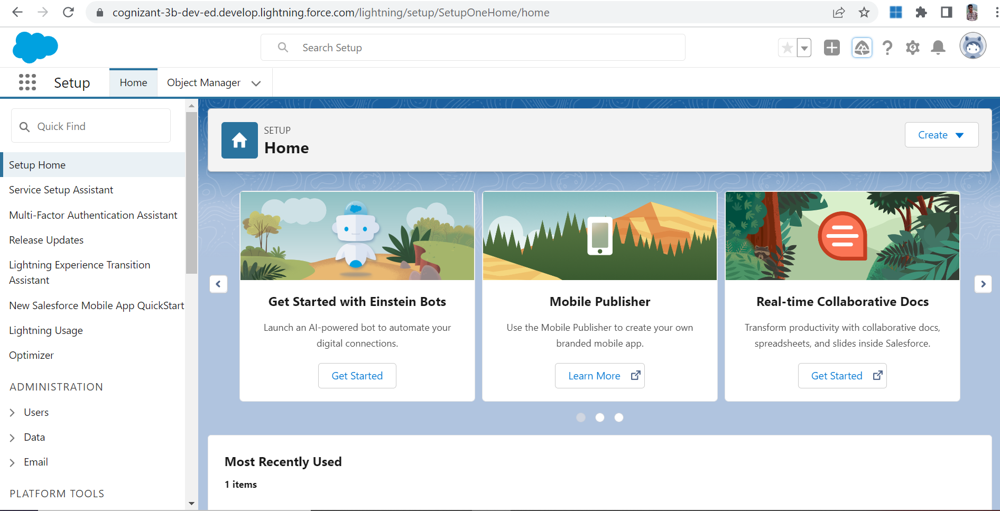 cognizant-3b-dev-ed.develop.lightning.force.com/lightning/setup/SetupOneHome/home
Search Setup
Setup
Home
Object Manager
Quick Find
Setup Home
Service Setup Assistant
Multi-Factor Authentication Assistant
Release Updates
Lightning Experience Transition
Assistant
New Salesforce Mobile App QuickStart
Lightning Usage
Optimizer
ADMINISTRATION
Users
Data
Email
PLATFORM TOOLS
SETUP
Home
Create
Get Started with Einstein Bots
Launch an AI-powered bot to automate your
digital connections.
Get Started
Mobile Publisher
Use the Mobile Publisher to create your own
branded mobile app.
Learn More
Real-time Collaborative Docs
Transform productivity with collaborative docs,
spreadsheets, and slides inside Salesforce.
Get Started
Most Recently Used
1 items